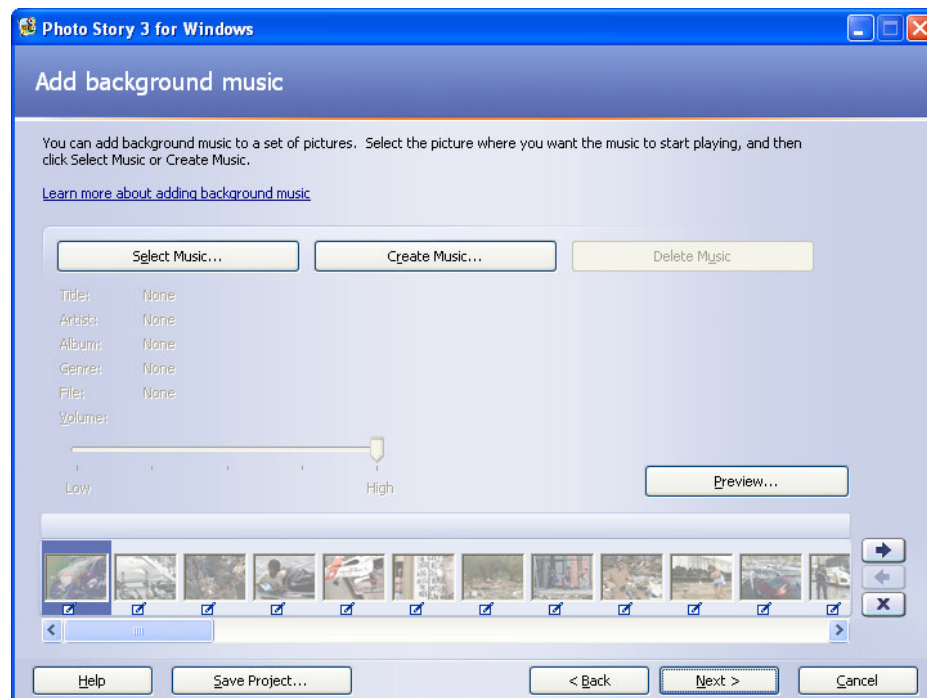 Photo Story 3 for Windows
Add background music
You can add background music to a set of pictures.  Select the picture where you want the music to start playing, and then
click Select Music or Create Music.
Learn more about adding background music
Select Music...
Create Music...
Delete Music
Title: None
Artist: None
Album: None
Genre: None
File: None
Volume:
Low High
Preview...
Help
Save Project...
< Back
Next >
Cancel